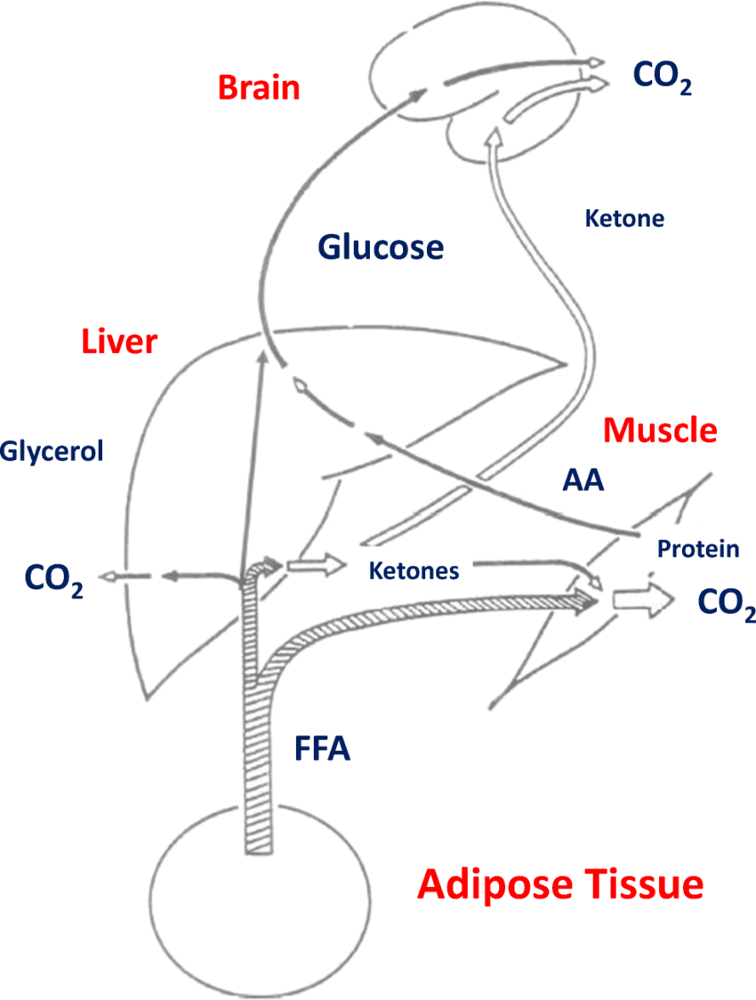 Brain
CO2
Ketone
Glucose
Liver
Muscle
Glycerol
AA
Protein
CO2
Ketones
CO2
FFA
Adipose Tissue